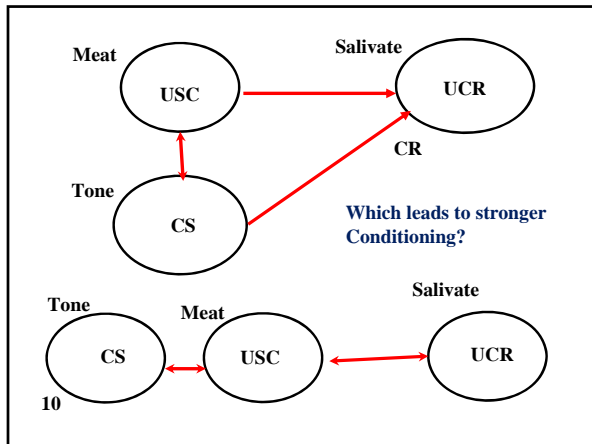 Meat
Salivate
USC
UCR
CR
Tone
CS
Which leads to stronger
Conditioning?
Tone
Meat
Salivate
CS
USC
UCR
10